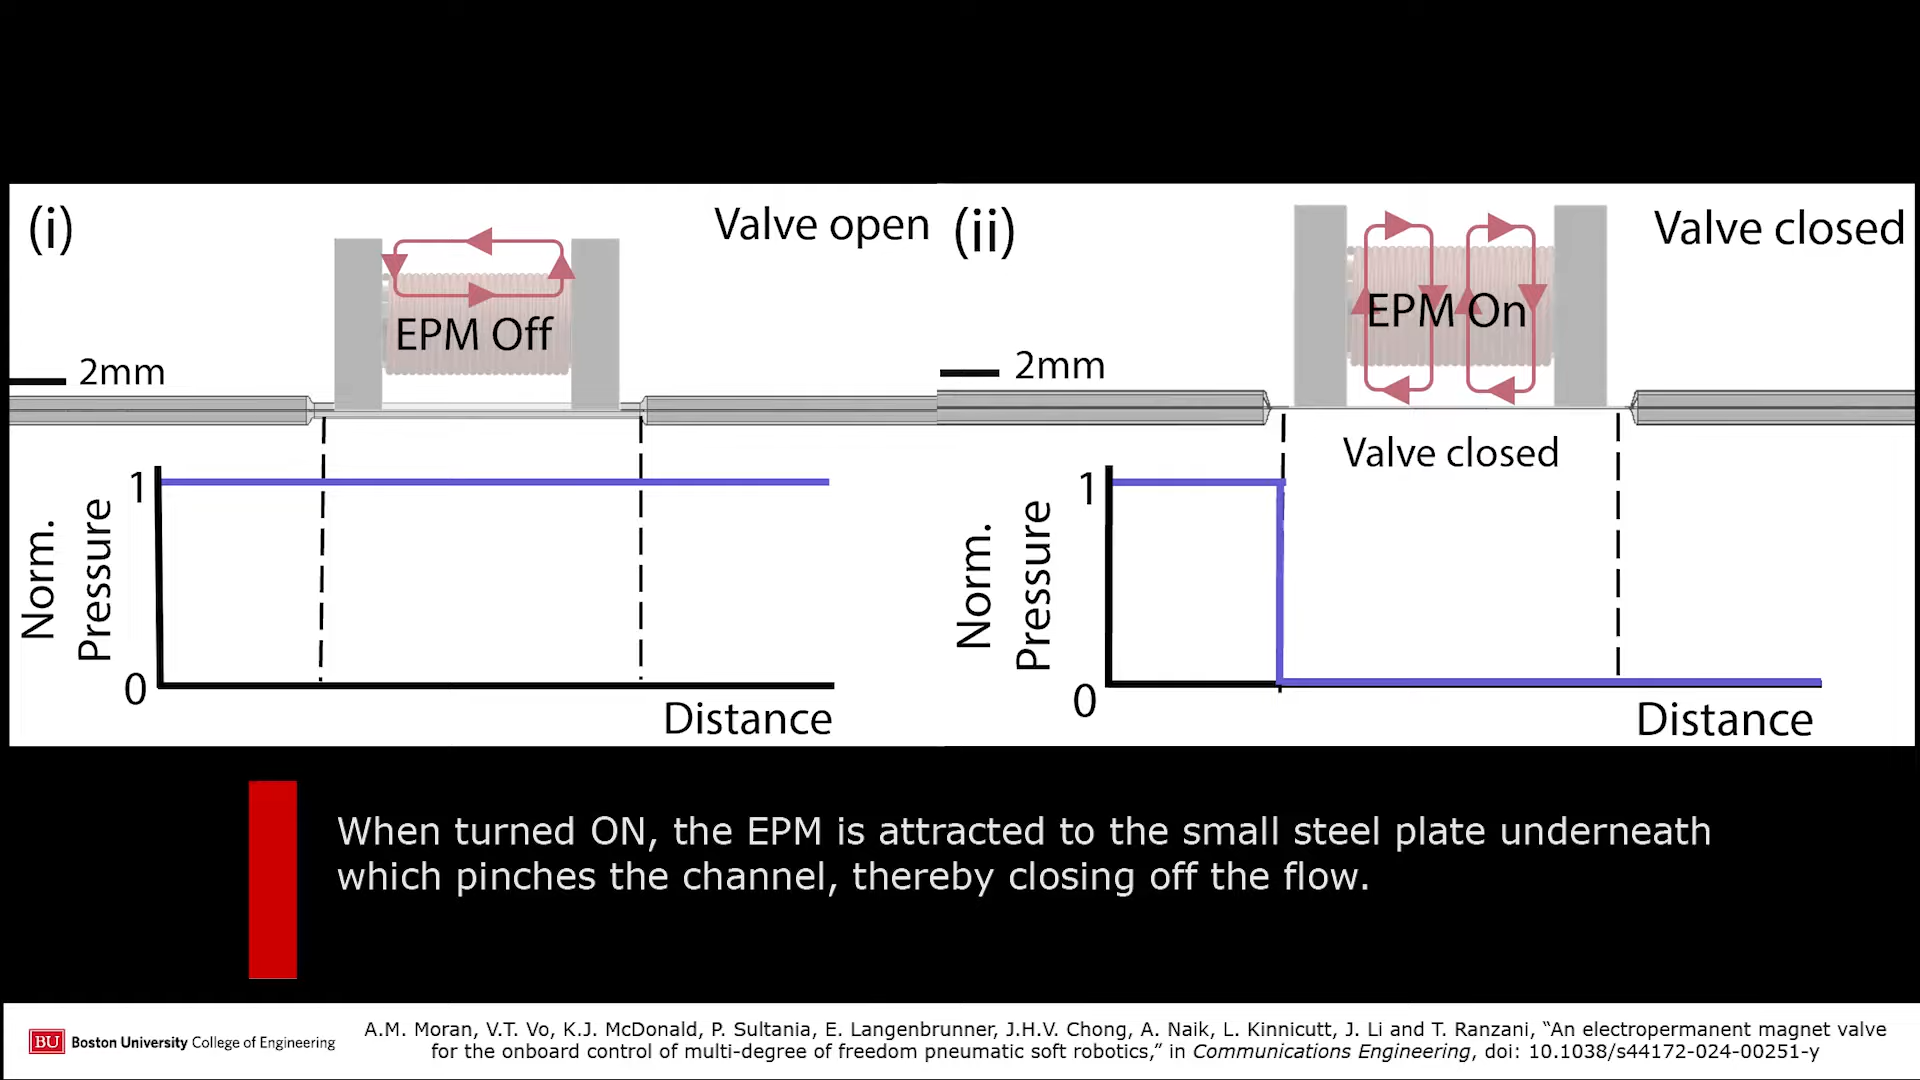 (i)
Valve open
EPM Off
2mm
1
0
Norm.
Pressure
Distance
(ii)
Valve closed
EPM On
2mm
Valve closed
1
0
Norm.
Pressure
Distance
When turned ON, the EPM is attracted to the small steel plate underneath
which pinches the channel, thereby closing off the flow.
BU Boston University College of Engineering
A.M. Moran, V.T. Vo, K.J. McDonald, P. Sultania, E. Langenbrunner, J.H.V. Chong, A. Naik, L. Kinnicutt, J. Li and T. Ranzani, “An electropermanent magnet valve
for the onboard control of multi-degree of freedom pneumatic soft robotics,” in Communications Engineering, doi: 10.1038/s44172-024-00251-y